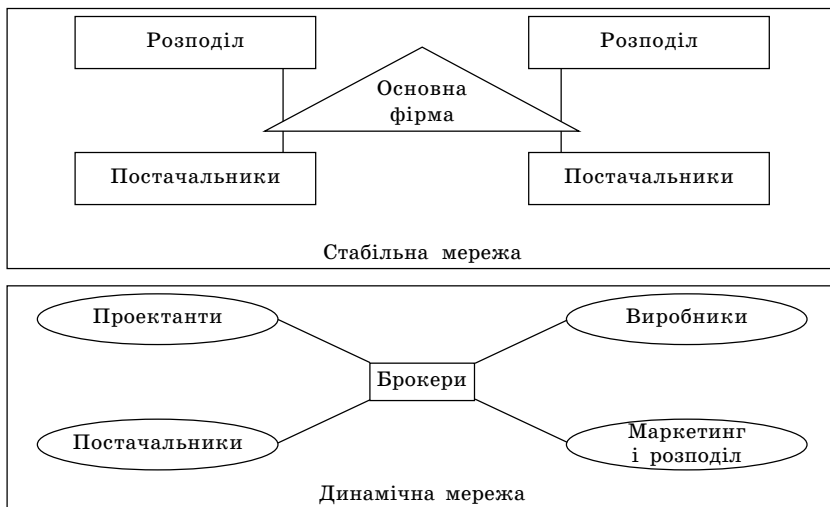 Розподіл
Розподіл
Основна
фірма
Постачальники
Постачальники
Стабільна мережа
Проектанти
Виробники
Брокери
Постачальники
Маркетинг
і розподіл
Динамічна мережа